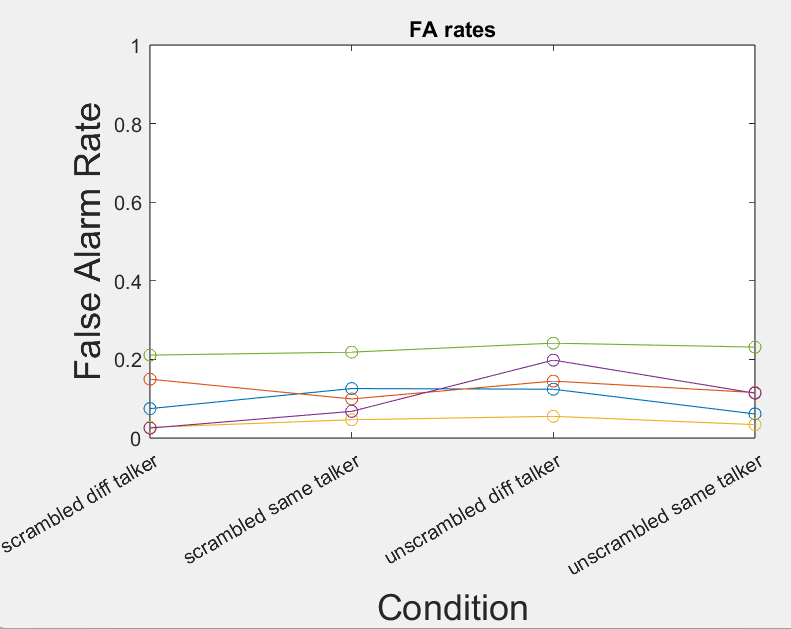 FA rates
1
0.8
0.6
0.4
0.2
0
False Alarm Rate
scrambled diff talker
scrambled same talker
unscrambled diff talker
unscrambled same talker
Condition